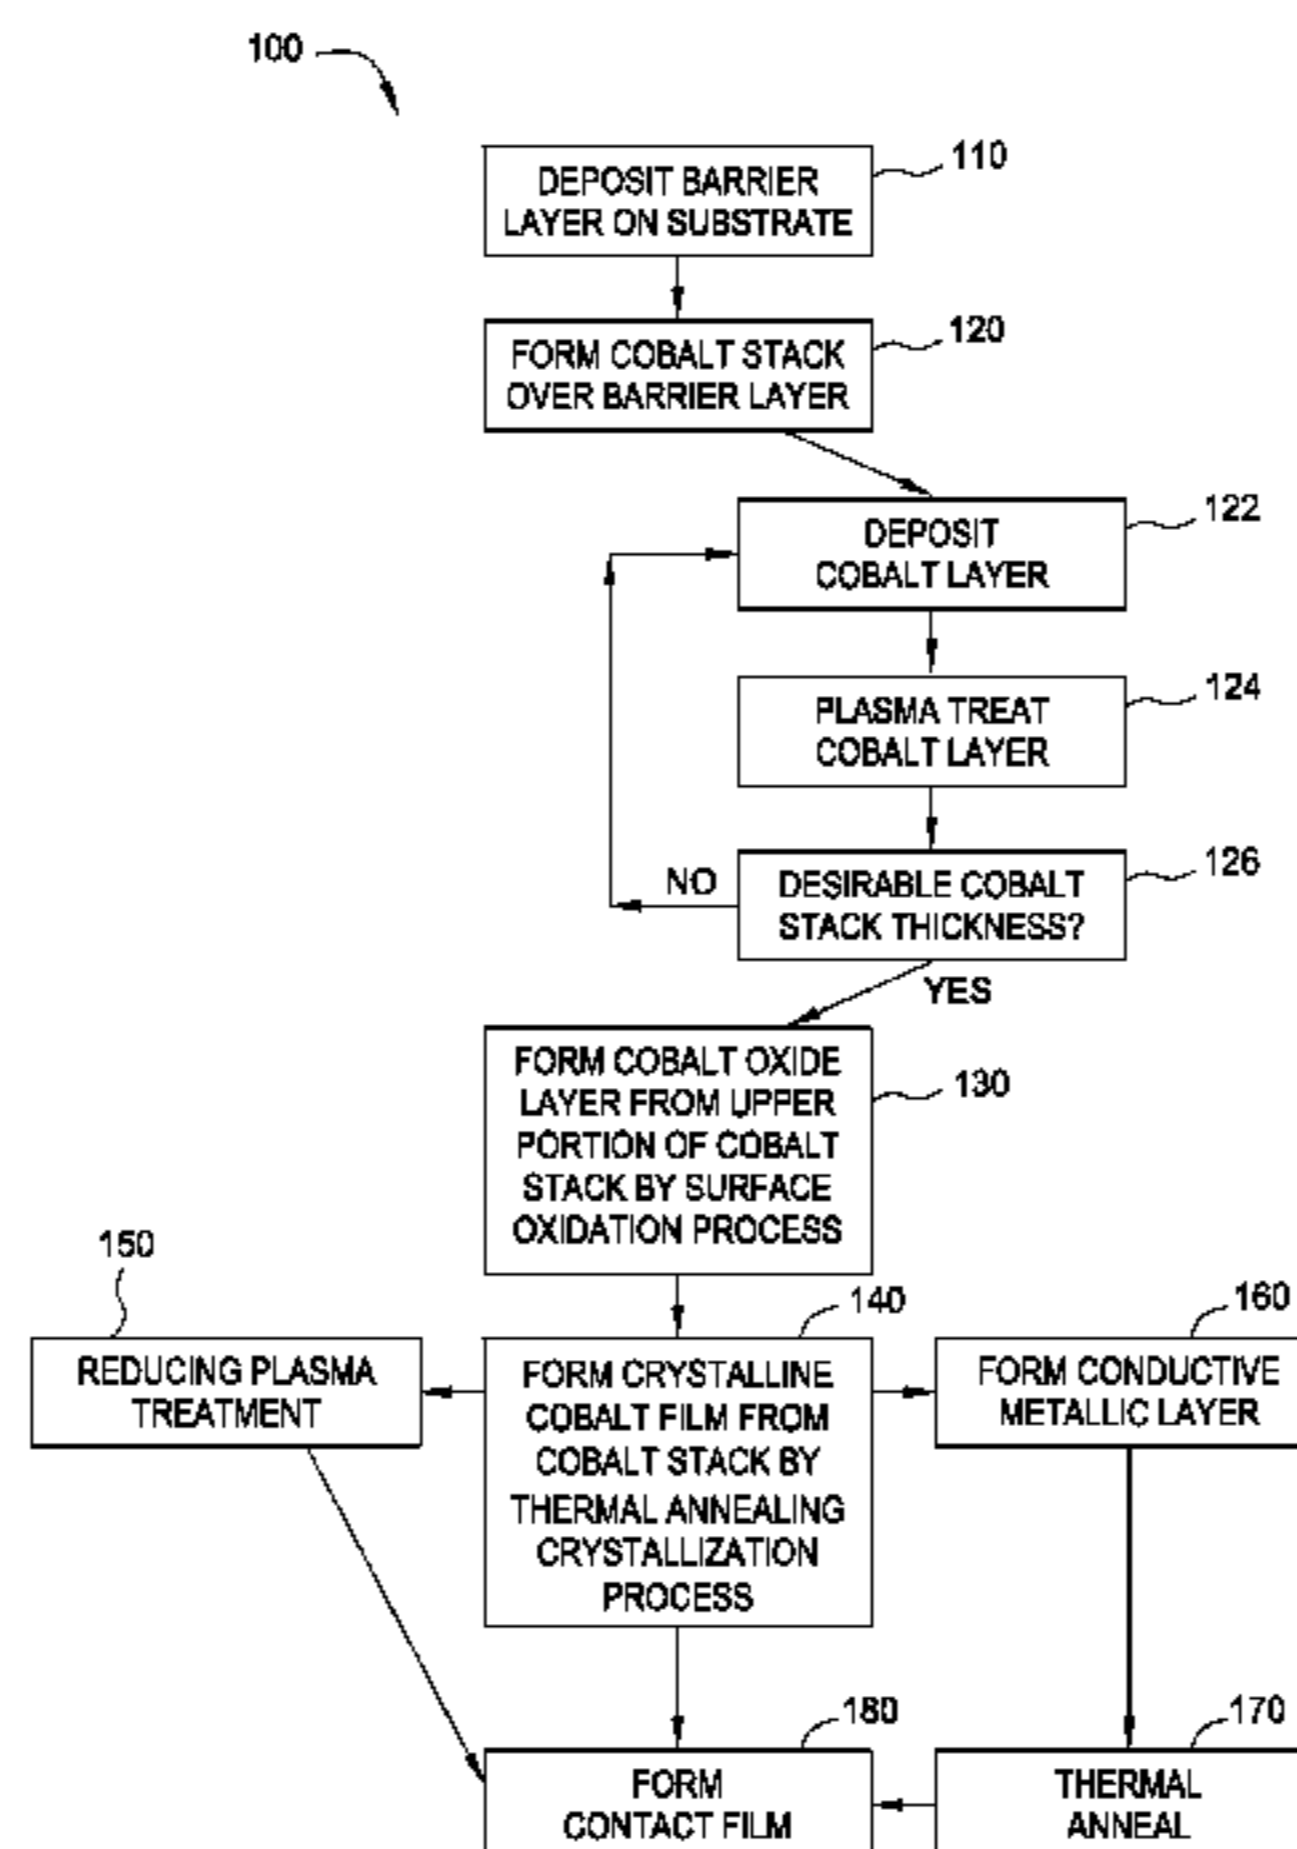 100
110
DEPOSIT BARRIER
LAYER ON SUBSTRATE
120
FORM COBALT STACK
OVER BARRIER LAYER
122
DEPOSIT
COBALT LAYER
124
PLASMA TREAT
COBALT LAYER
126
NO
DESIRABLE COBALT
STACK THICKNESS?
YES
FORM COBALT OXIDE
LAYER FROM UPPER
PORTION OF COBALT
STACK BY SURFACE
OXIDATION PROCESS
130
150
REDUCING PLASMA
TREATMENT
140
FORM CRYSTALLINE
COBALT FILM FROM
COBALT STACK BY
THERMAL ANNEALING
CRYSTALLIZATION
PROCESS
160
FORM CONDUCTIVE
METALLIC LAYER
180
FORM
CONTACT FILM
170
THERMAL
ANNEAL